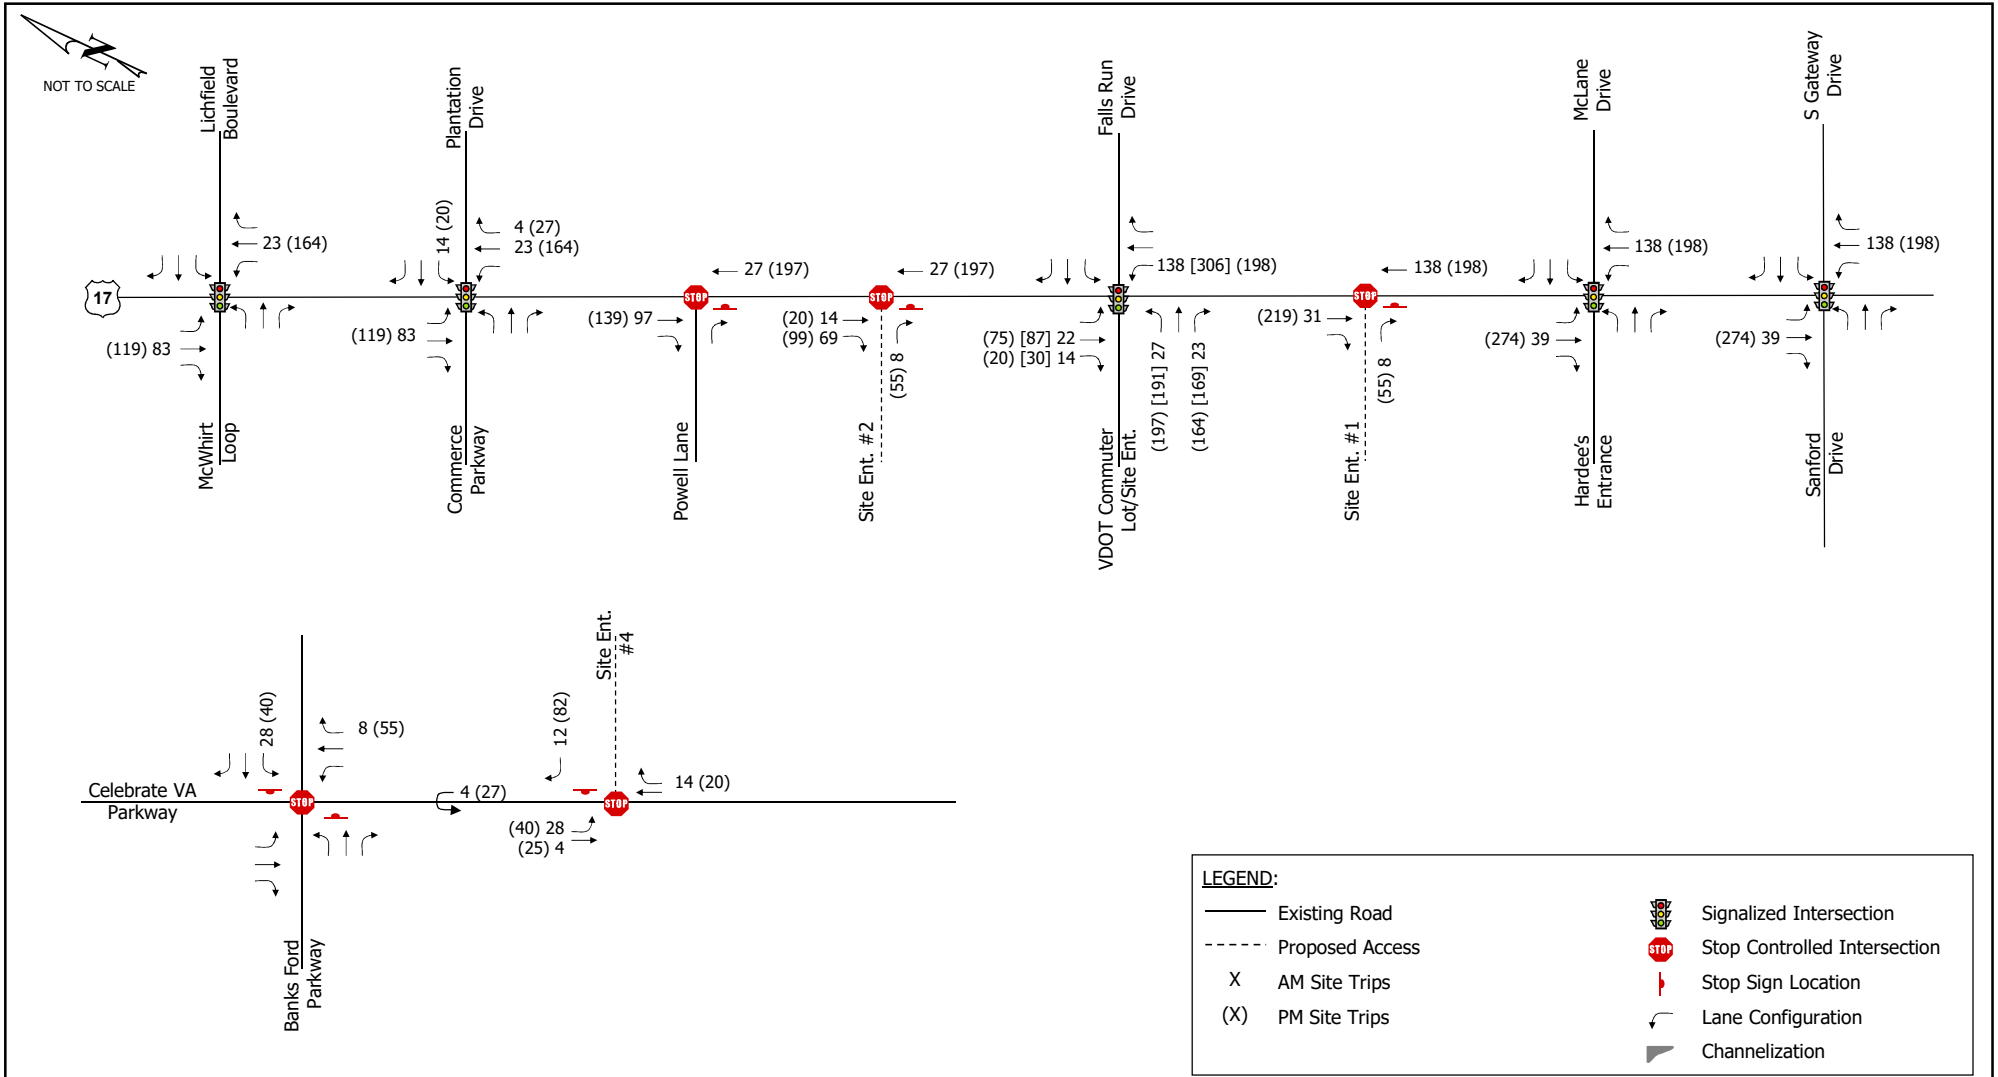 NOT TO SCALE
Lichfield
Boulevard
Plantation
Drive
Falls Run
Drive
McLane
Drive
S Gateway
Drive
23 (164)
14 (20)
4 (27)
23 (164)
27 (197)
27 (197)
138 [306] (198)
138 (198)
138 (198)
138 (198)
17
STOP
STOP
STOP
(119) 83
(119) 83
(139) 97
(20) 14
(99) 69
(55) 8
(75) [87] 22
(20) [30] 14
(197) [191] 27
(164) [169] 23
(219) 31
(55) 8
(274) 39
(274) 39
McWhirt
Loop
Commerce
Parkway
Powell Lane
Site Ent. #2
VDOT Commuter
Lot/Site Ent.
Site Ent. #1
Hardee's
Entrance
Sanford
Drive
Site Ent.
#4
28 (40)
8 (55)
12 (82)
14 (20)
Celebrate VA
Parkway
STOP
4 (27)
STOP
(40) 28
(25) 4
Banks Ford
Parkway
LEGEND:
Existing Road
Proposed Access
X AM Site Trips
(X) PM Site Trips
Signalized Intersection
STOP Stop Controlled Intersection
Stop Sign Location
Lane Configuration
Channelization